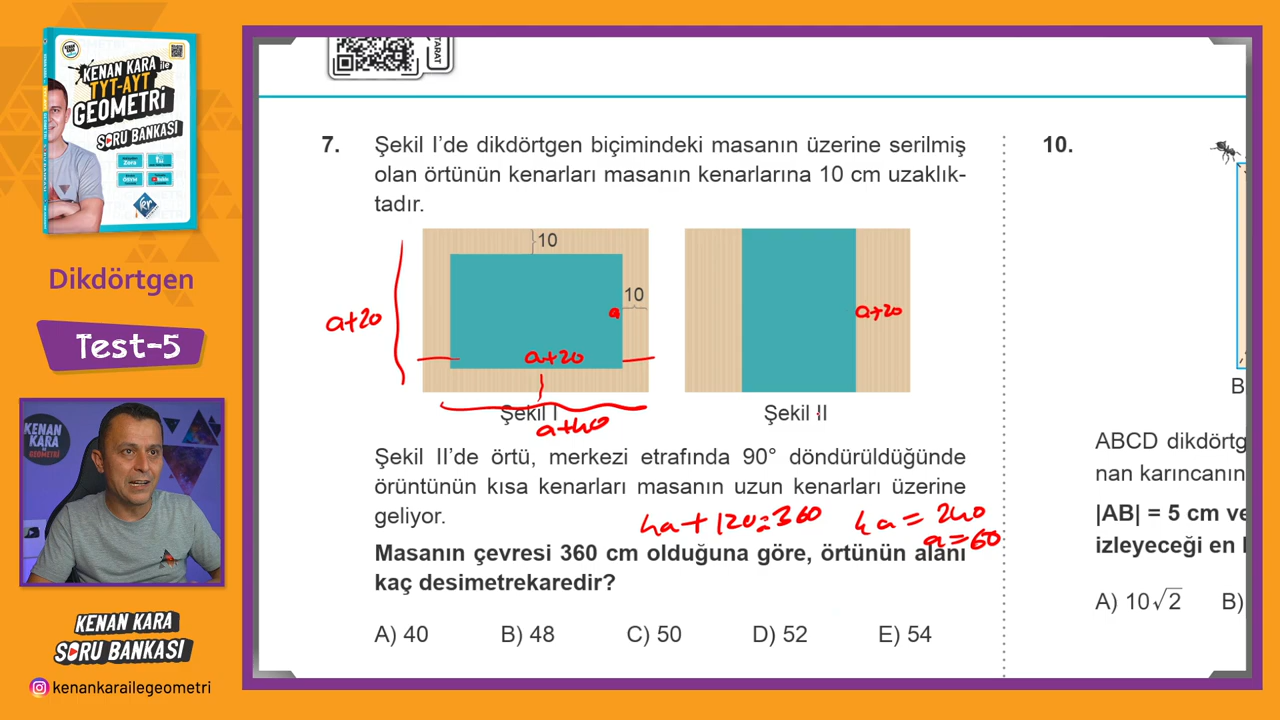 KENAN KARA ile
TYT-AYT
GEOMETRİ
SORU BANKASI
Dikdörtgen
Test-5
KENAN KARA
SORU BANKASI
kenankarailegeometri
TARAT
7. Şekil I'de dikdörtgen biçimindeki masanın üzerine serilmiş
olan örtünün kenarları masanın kenarlarına 10 cm uzaklık-
tadır.
10
10
a
a+20
a+20
a+40
Şekil I
a+20
Şekil II
Şekil II'de örtü, merkezi etrafında 90° döndürüldüğünde
örüntünün kısa kenarları masanın uzun kenarları üzerine
geliyor.
4a+120=360
4a=240
a=60
Masanın çevresi 360 cm olduğuna göre, örtünün alanı
kaç desimetrekaredir?
A) 40 B) 48 C) 50 D) 52 E) 54
10.
B
ABCD dikdörtg
nan karıncanın
|AB| = 5 cm ve
izleyeceği en
A) 10√2 B)